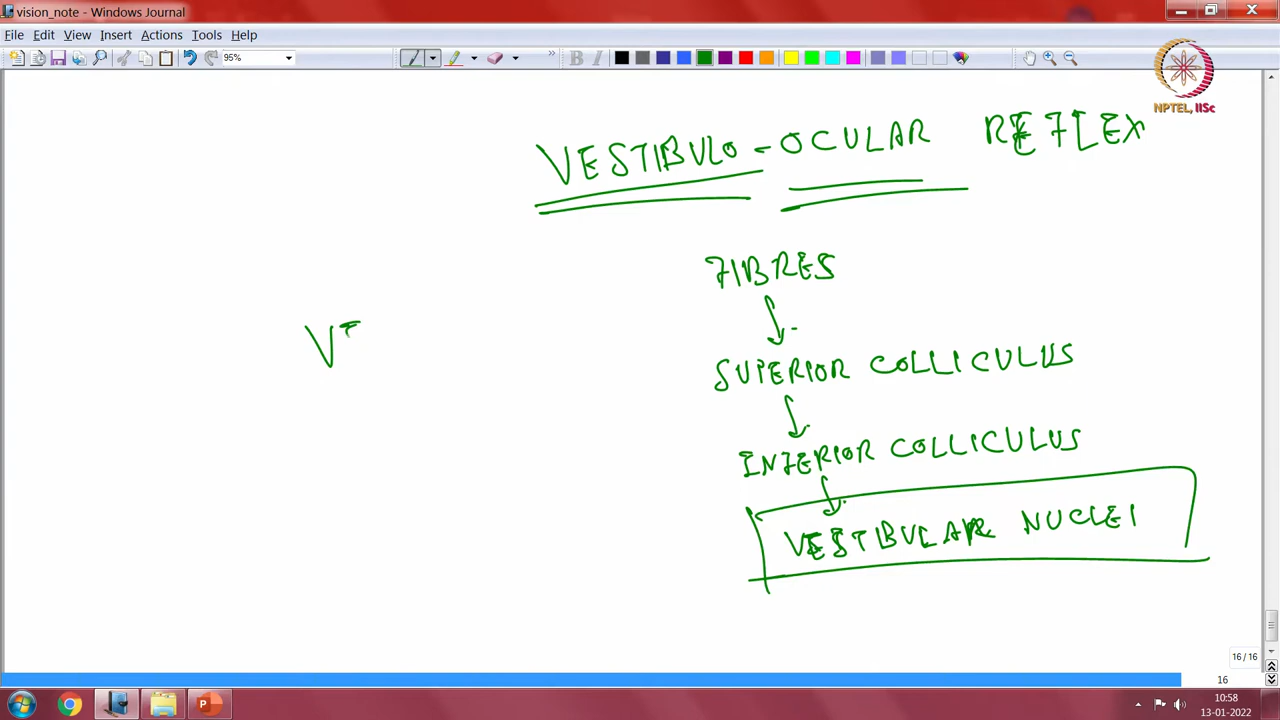 vision_note - Windows Journal
File Edit View Insert Actions Tools Help
95%
B I
NPTEL, IISc
VESTIBULO - OCULAR REFLEX
FIBRES
SUPERIOR COLLICULUS
V
INFERIOR COLLICULUS
VESTIBULAR NUCLEI
16 / 16
16
10:58
13-01-2022